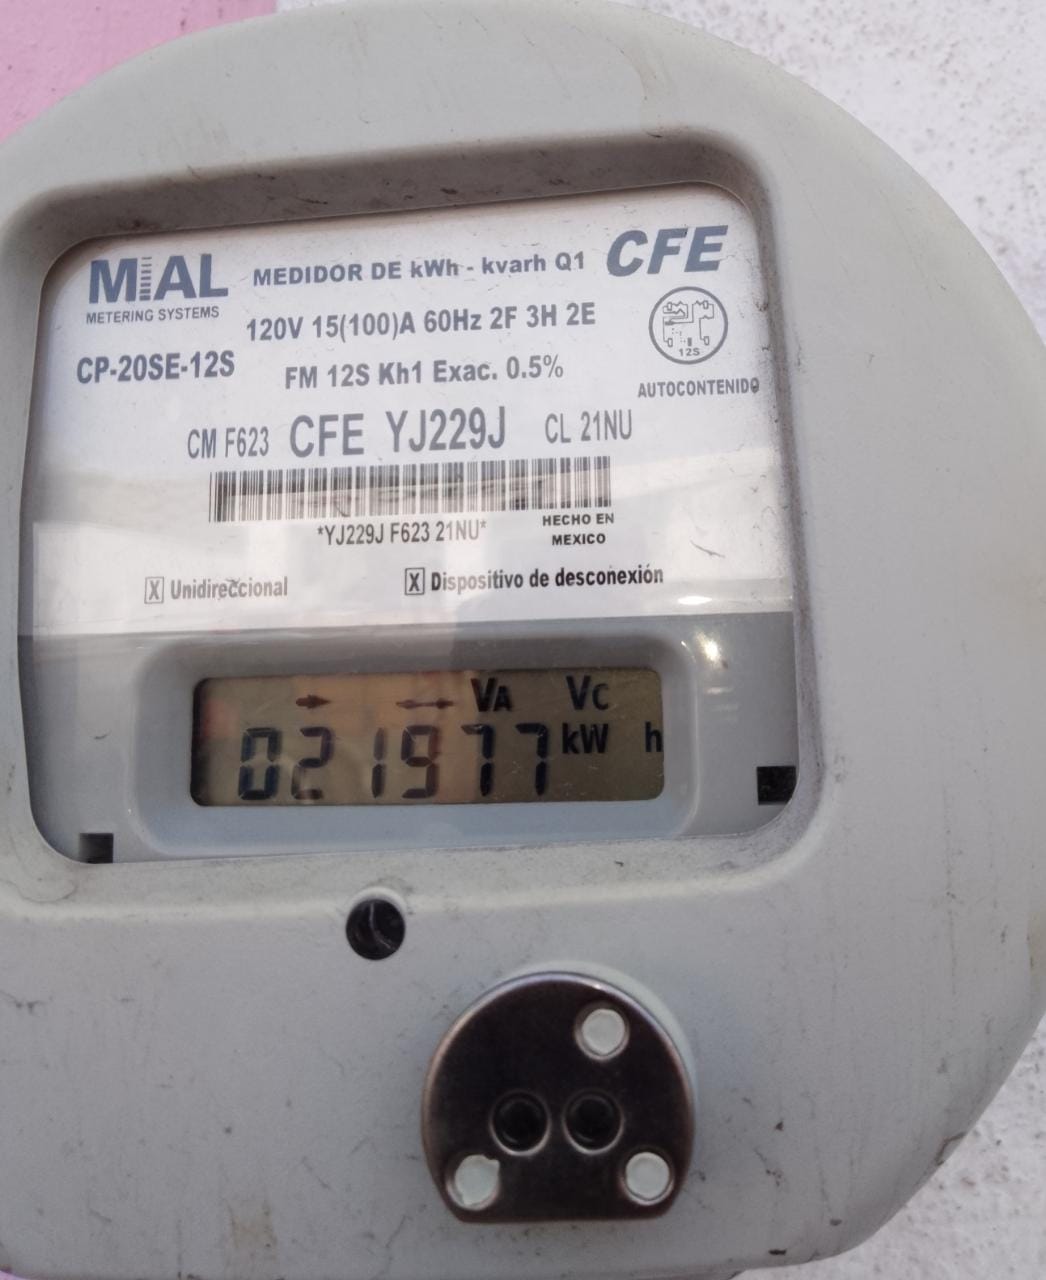 MIAL
METERING SYSTEMS
MEDIDOR DE kWh - kvarh Q1
CFE
120V 15(100)A 60Hz 2F 3H 2E
CP-20SE-12S
FM 12S Kh1 Exac. 0.5%
12S
AUTOCONTENIDO
CM F623 CFE YJ229J CL 21NU
*YJ229J F623 21NU*
HECHO EN
MEXICO
X Unidireccional
X Dispositivo de desconexión
VA VC
021977 kW h